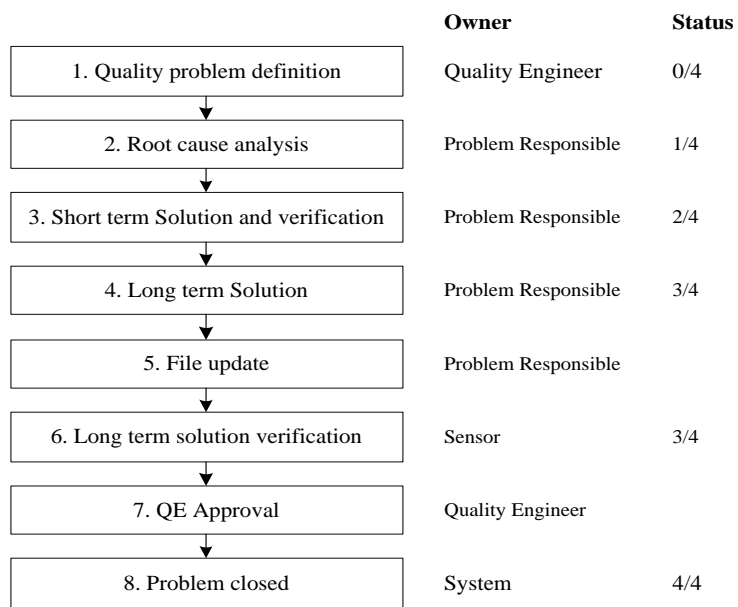 Owner Status
1. Quality problem definition Quality Engineer 0/4
2. Root cause analysis Problem Responsible 1/4
3. Short term Solution and verification Problem Responsible 2/4
4. Long term Solution Problem Responsible 3/4
5. File update Problem Responsible
6. Long term solution verification Sensor 3/4
7. QE Approval Quality Engineer
8. Problem closed System 4/4